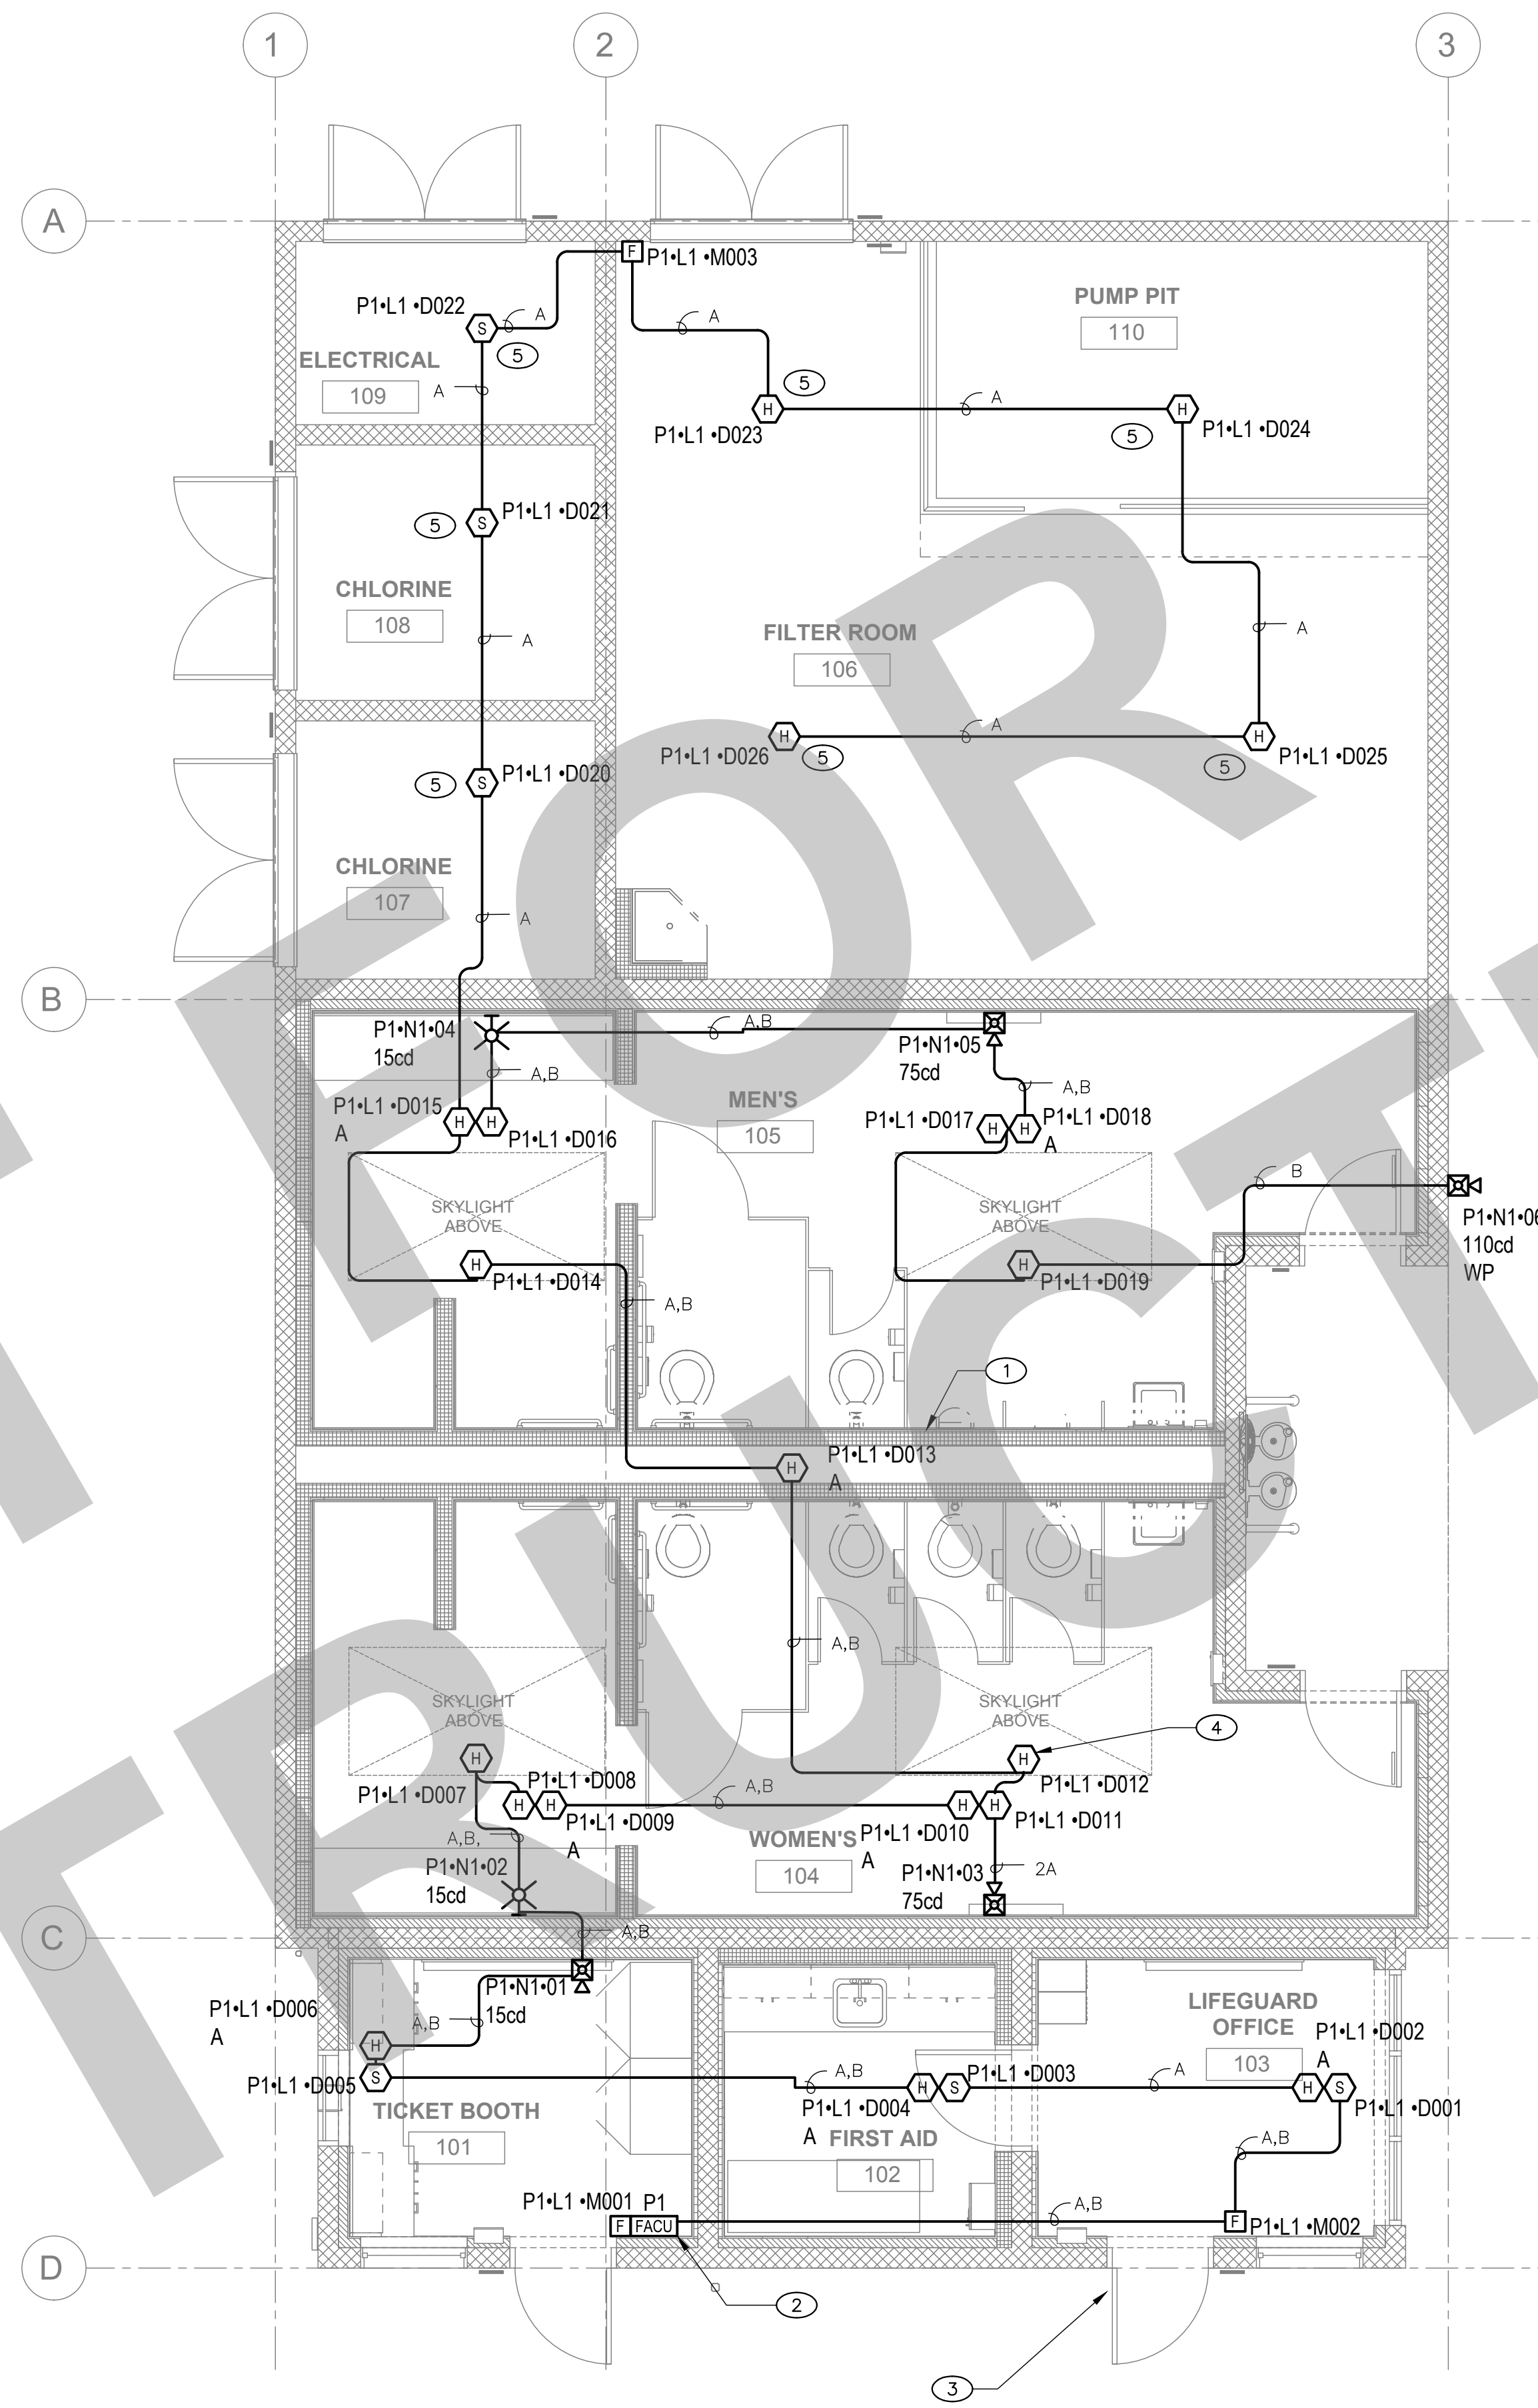 1
2
3
A
F
P1•L1 •M003
P1•L1 •D022
A
A
S
5
PUMP PIT
110
ELECTRICAL
109
A
5
H
A
H
P1•L1 •D023
5
P1•L1 •D024
5
S
P1•L1 •D021
CHLORINE
108
A
FILTER ROOM
106
A
A
H
H
P1•L1 •D026
5
5
P1•L1 •D025
5
S
P1•L1 •D020
CHLORINE
107
A
B
P1•N1•04
15cd
A,B
P1•N1•05
75cd
A,B
A,B
MEN'S
105
P1•L1 •D015
A
H
H
P1•L1 •D016
P1•L1 •D017
H
H
P1•L1 •D018
A
B
SKYLIGHT
ABOVE
SKYLIGHT
ABOVE
P1•N1•06
110cd
WP
H
P1•L1 •D014
H
P1•L1 •D019
A,B
1
H
P1•L1 •D013
A
A,B
SKYLIGHT
ABOVE
SKYLIGHT
ABOVE
4
H
H
P1•L1 •D007
P1•L1 •D008
P1•L1 •D012
H
H
A,B
H
H
P1•L1 •D009
A
P1•L1 •D010
A
P1•L1 •D011
A,B,
WOMEN'S
104
P1•N1•02
15cd
P1•N1•03
75cd
2A
C
A,B
P1•N1•01
15cd
P1•L1 •D006
A
A,B
H
LIFEGUARD
OFFICE
103
P1•L1 •D002
A
P1•L1 •D005
S
A,B
H
S
P1•L1 •D003
A
H
S
P1•L1 •D001
P1•L1 •D004
A
TICKET BOOTH
101
FIRST AID
102
A,B
P1•L1 •M001
P1
F
FACU
A,B
F
P1•L1 •M002
D
2
3
T FOR
TRUCTI